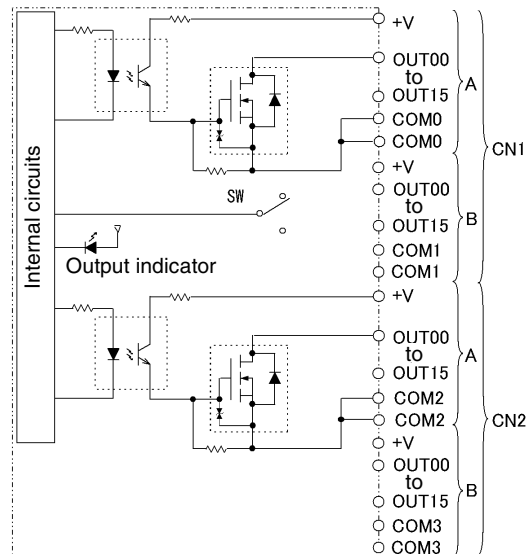 +V
OUT00
to
OUT15
COM0
COM0
A
+V
OUT00
to
OUT15
COM1
COM1
B
CN1
Internal circuits
SW
Output indicator
+V
OUT00
to
OUT15
COM2
COM2
A
+V
OUT00
to
OUT15
COM3
COM3
B
CN2